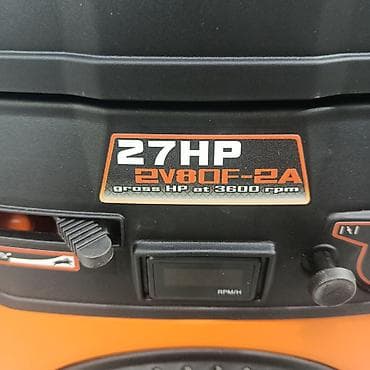 27HP
2V80F-2A
gross HP at 3600 rpm
RPM/H